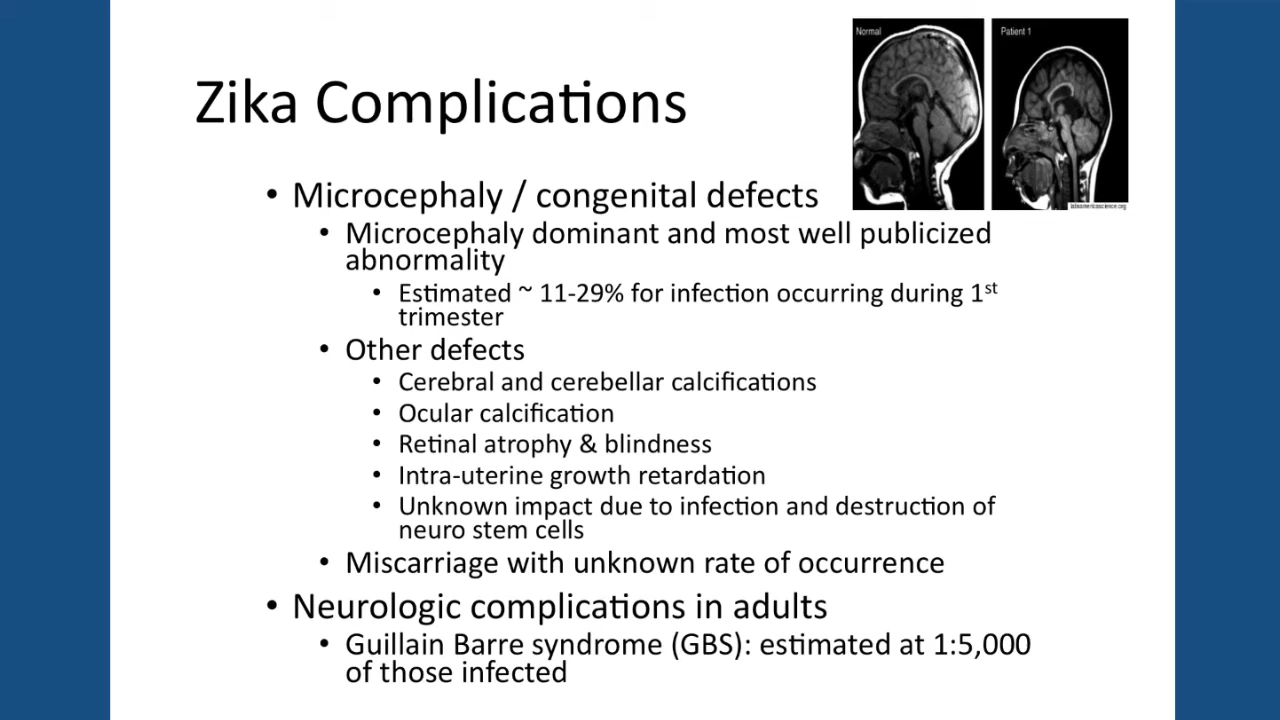 Normal
Patient 1
Zika Complications
• Microcephaly / congenital defects
• Microcephaly dominant and most well publicized
abnormality
• Estimated ~ 11-29% for infection occurring during 1st
trimester
• Other defects
• Cerebral and cerebellar calcifications
• Ocular calcification
• Retinal atrophy & blindness
• Intra-uterine growth retardation
• Unknown impact due to infection and destruction of
neuro stem cells
• Miscarriage with unknown rate of occurrence
• Neurologic complications in adults
• Guillain Barre syndrome (GBS): estimated at 1:5,000
of those infected